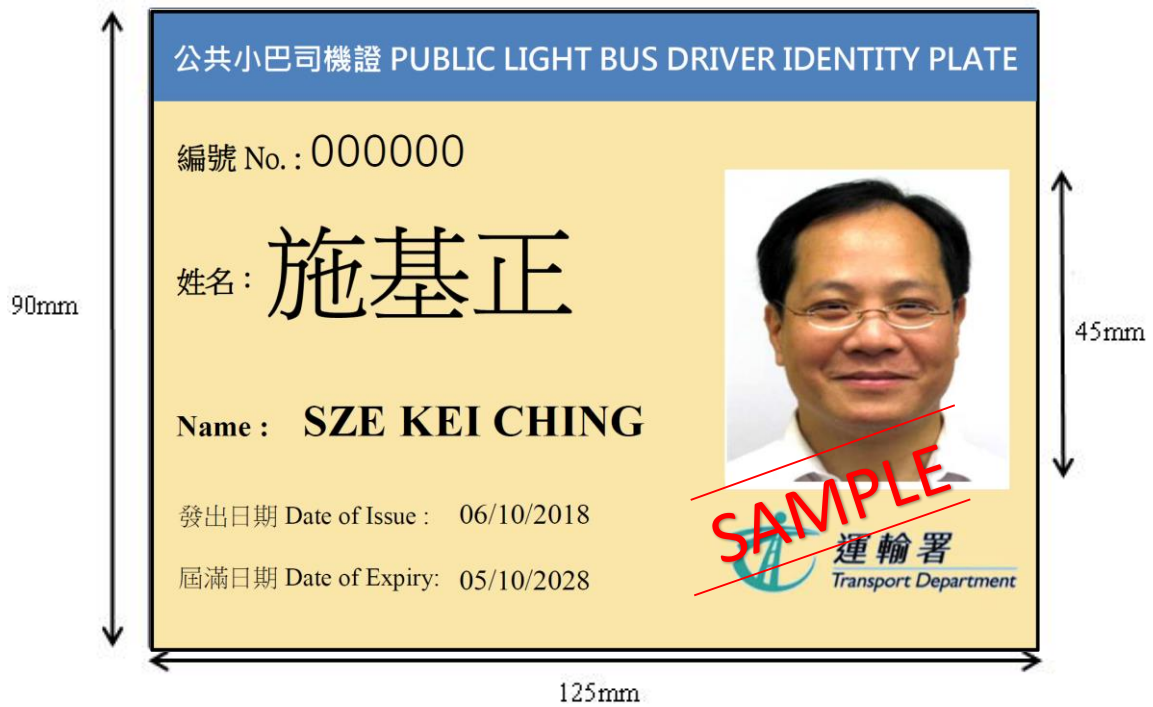 公共小巴司機證 PUBLIC LIGHT BUS DRIVER IDENTITY PLATE
編號 No. : 000000
姓名： 施基正
90mm
45mm
Name : SZE KEI CHING
SAMPLE
發出日期 Date of Issue : 06/10/2018
運輸署
Transport Department
屆滿日期 Date of Expiry: 05/10/2028
125mm